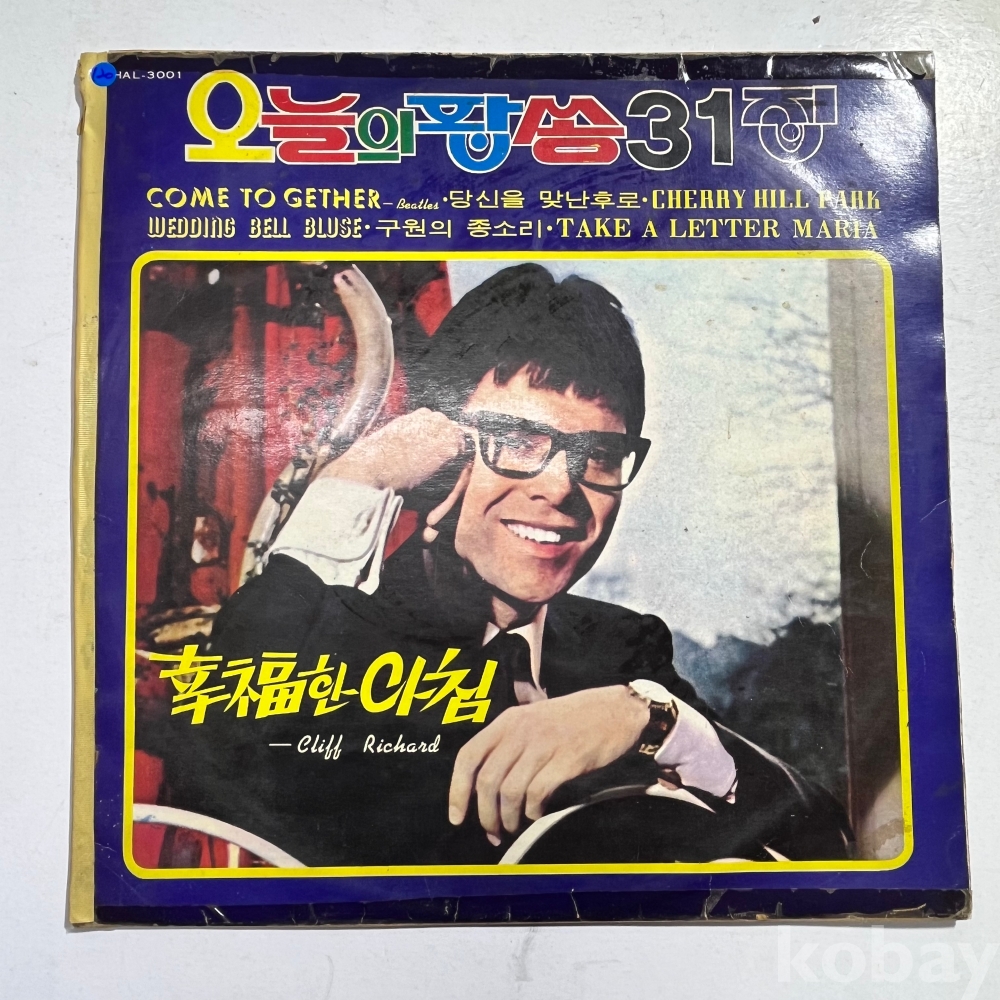 HAL-3001
오늘의 팝쏭 31집
COME TO GETHER —Beatles·당신을 맞난후로·CHERRY HILL PARK
WEDDING BELL BLUSE·구원의 종소리·TAKE A LETTER MARIA
幸福한 아침
—Cliff Richard
kobay